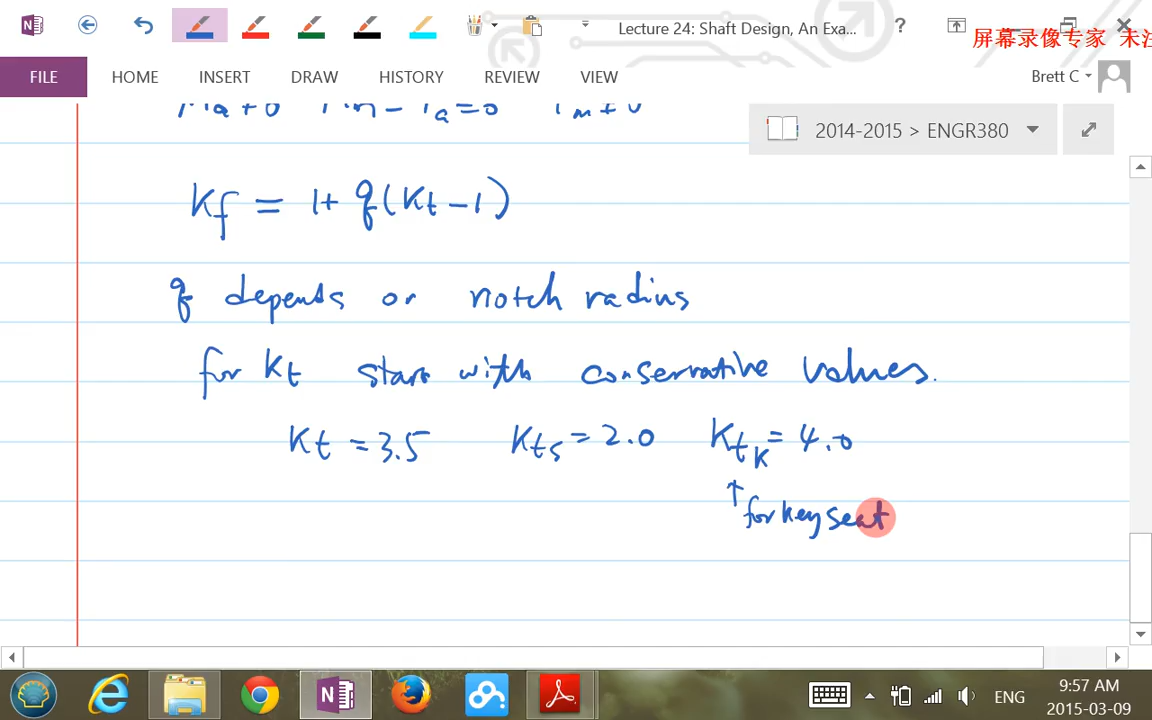 Lecture 24: Shaft Design, An Exa...
?
屏幕录像专家 未注
FILE HOME INSERT DRAW HISTORY REVIEW VIEW
Brett C
2014-2015 > ENGR380
Kf = 1+ q(Kt-1)
q depends on notch radius
for Kt start with conservative values.
Kt = 3.5 Kts = 2.0 KtK = 4.0
↑ for key seat
ENG
9:57 AM
2015-03-09